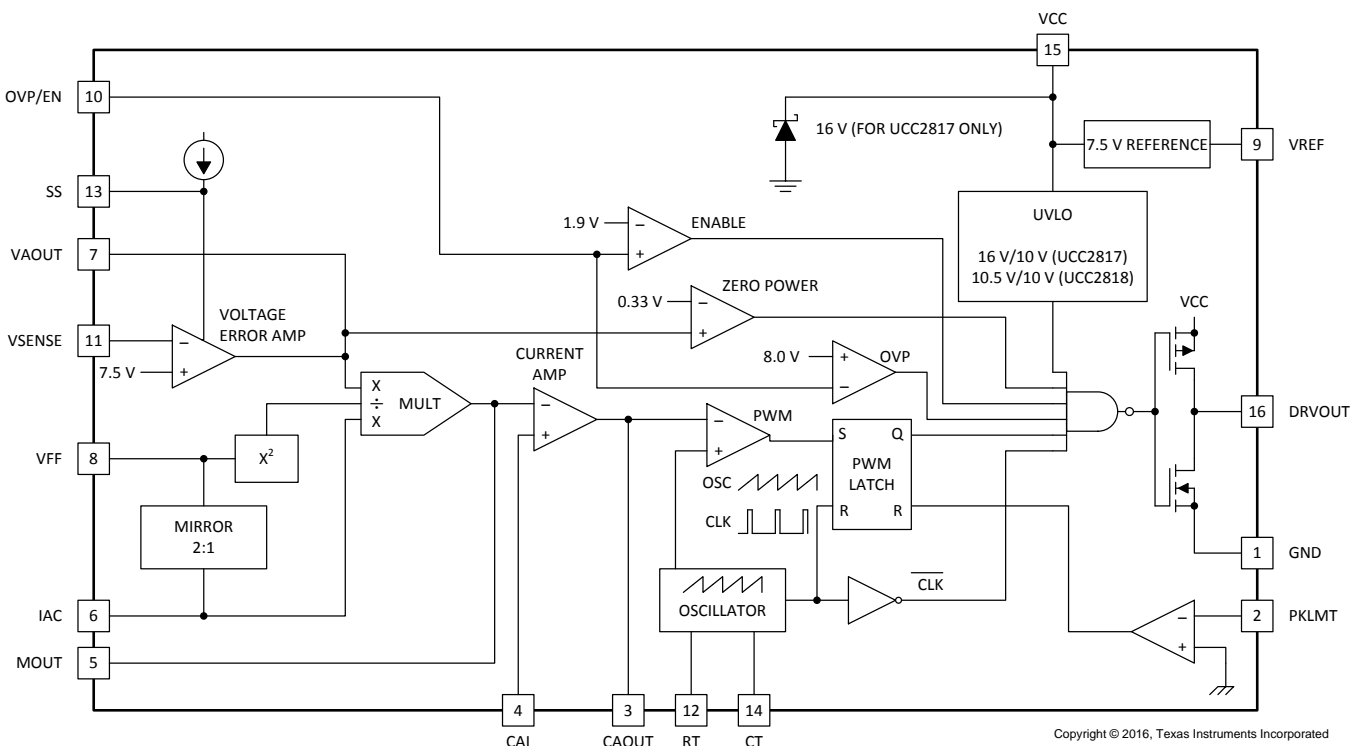 VCC
15
OVP/EN
10
16 V (FOR UCC2817 ONLY)
7.5 V REFERENCE
9
VREF
SS
13
UVLO
16 V/10 V (UCC2817)
10.5 V/10 V (UCC2818)
1.9 V
−
+
ENABLE
VAOUT
7
ZERO POWER
0.33 V
−
+
VCC
VOLTAGE
ERROR AMP
VSENSE
11
−
7.5 V
+
CURRENT
AMP
8.0 V
+
−
OVP
X
÷
X
MULT
−
+
−
+
PWM
16
DRVOUT
S
Q
PWM
LATCH
R
R
VFF
8
X2
OSC
CLK
MIRROR
2:1
1
GND
OSCILLATOR
CLK
IAC
6
−
+
2
PKLMT
MOUT
5
4
3
12
14
CAI
CAOUT
RT
CT
Copyright © 2016, Texas Instruments Incorporated